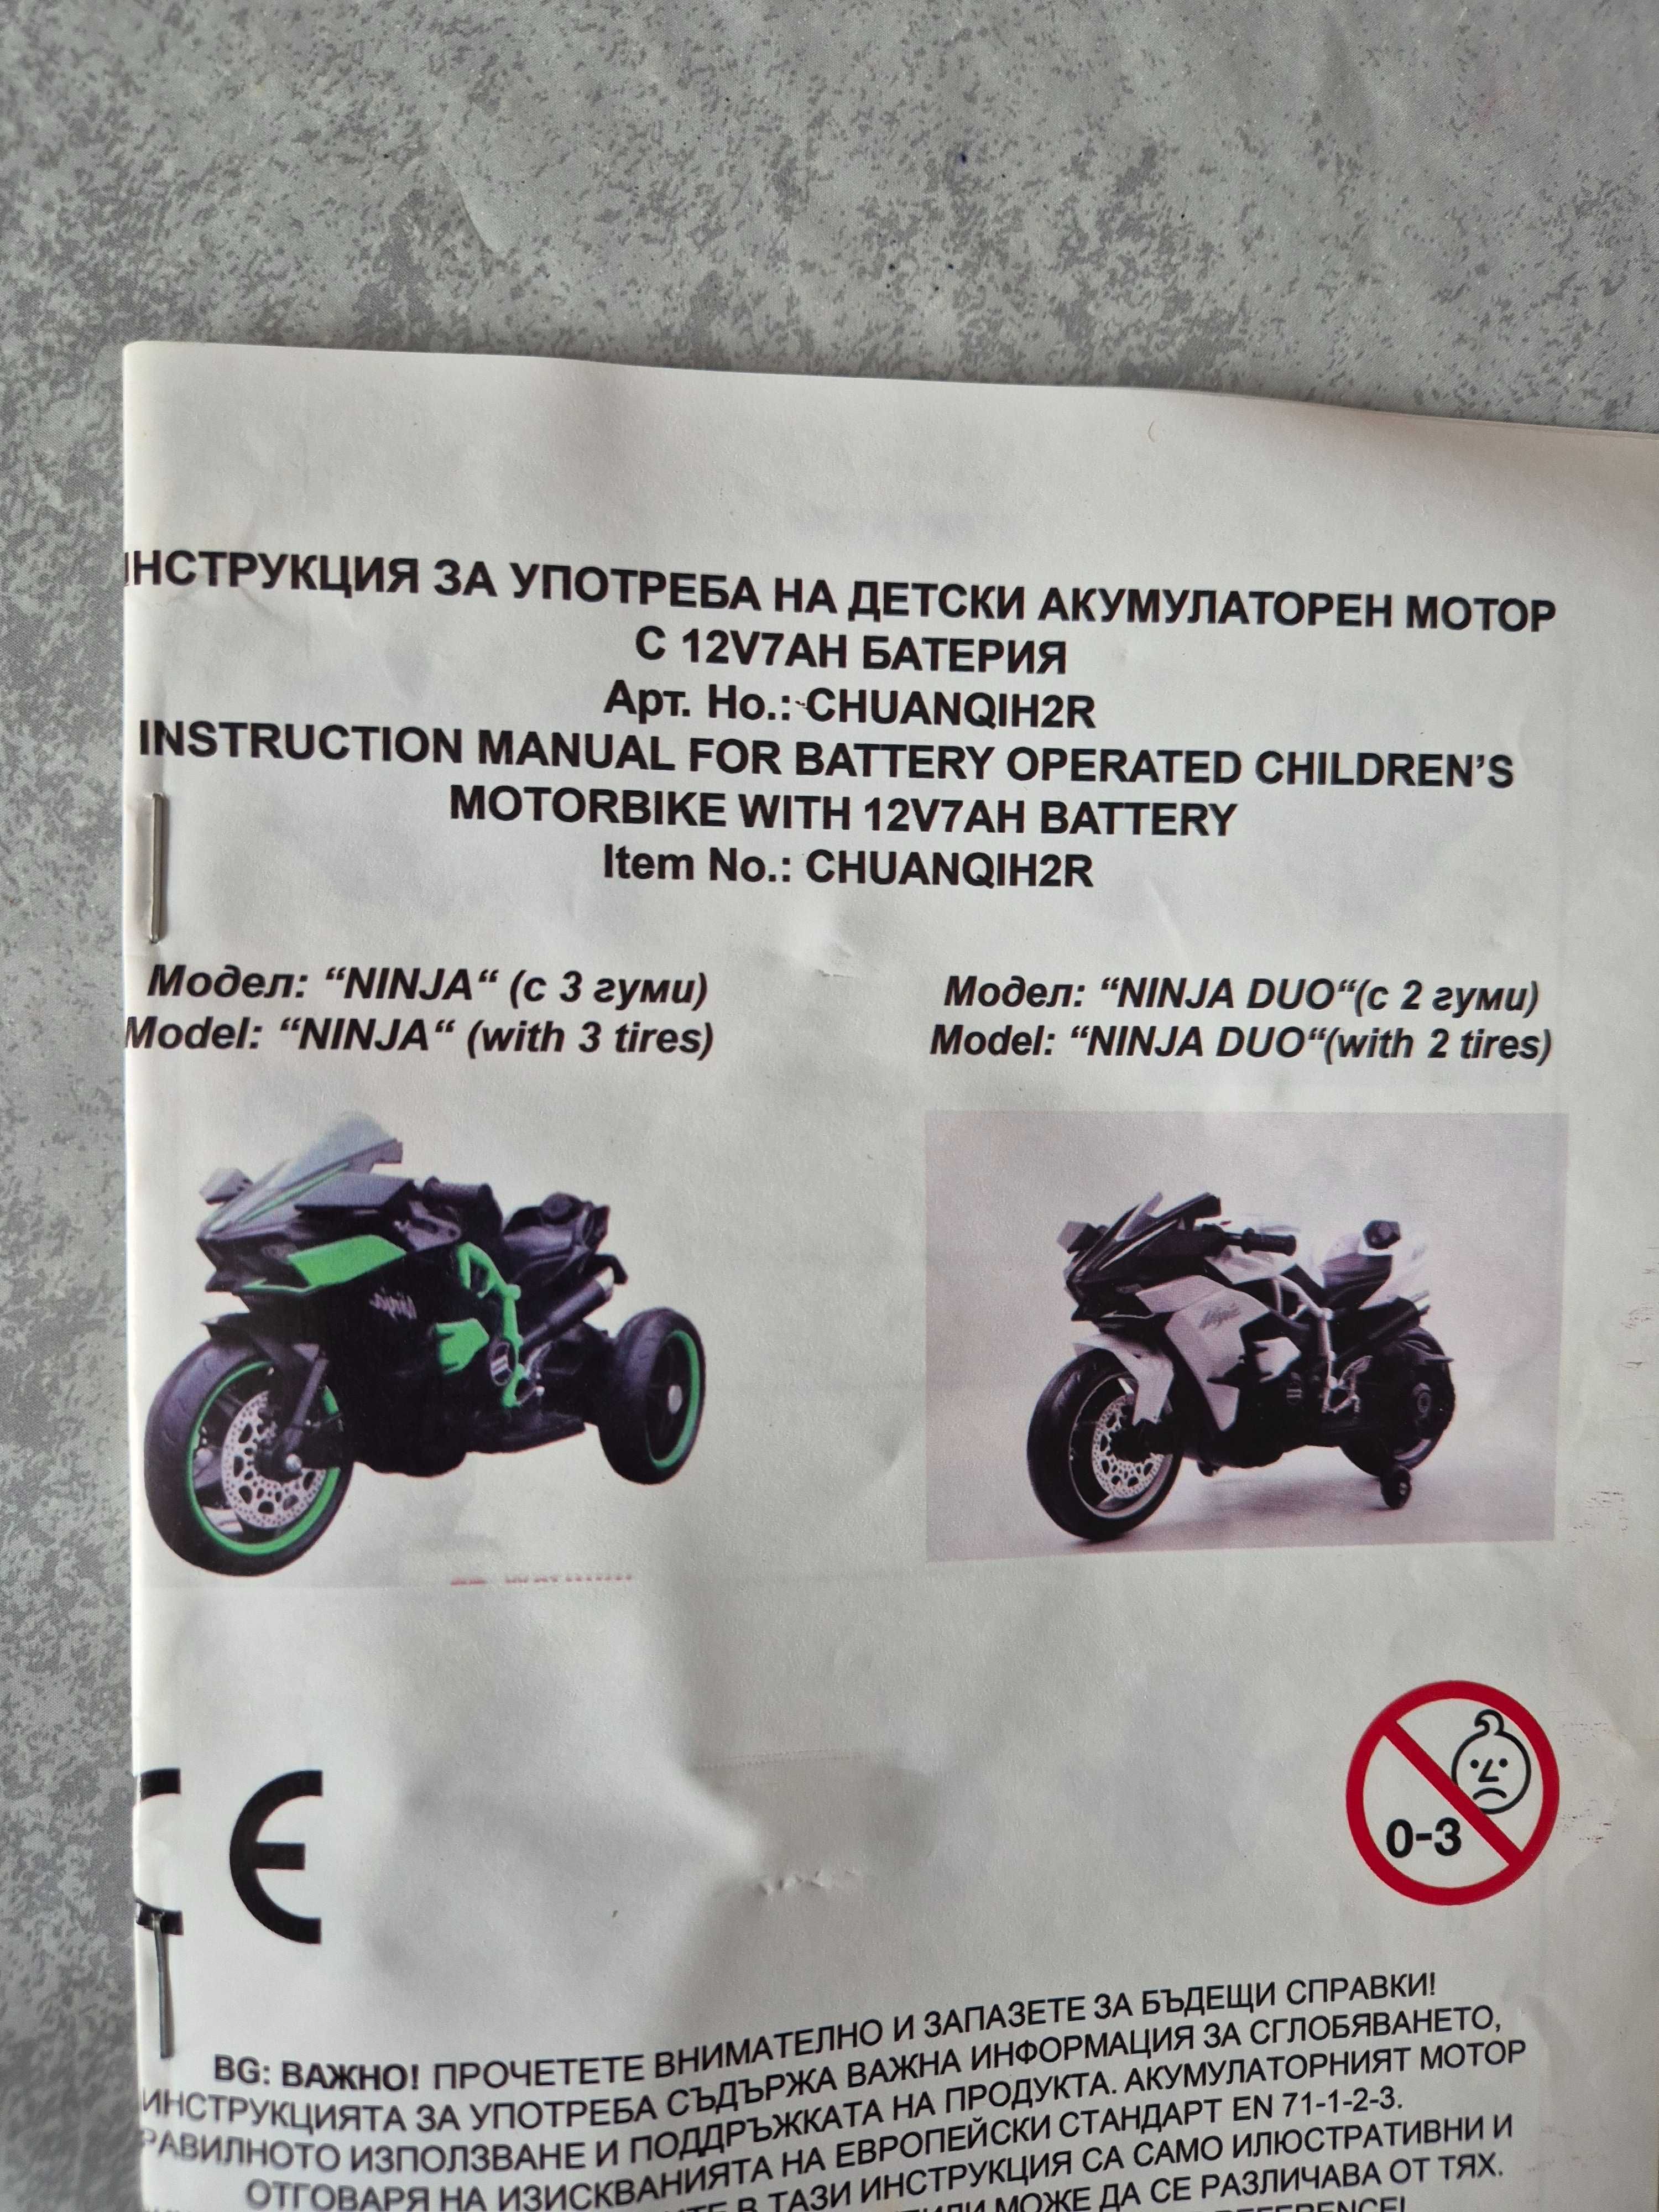 ИНСТРУКЦИЯ ЗА УПОТРЕБА НА ДЕТСКИ АКУМУЛАТОРЕН МОТОР
С 12V7AH БАТЕРИЯ
Арт. Но.: CHUANQIH2R
INSTRUCTION MANUAL FOR BATTERY OPERATED CHILDREN'S
MOTORBIKE WITH 12V7AH BATTERY
Item No.: CHUANQIH2R
Модел: “NINJA“ (с 3 гуми)
Model: “NINJA“ (with 3 tires)
Модел: “NINJA DUO“(с 2 гуми)
Model: “NINJA DUO“(with 2 tires)
Ninja
Ninja
CE
0-3
BG: ВАЖНО! ПРОЧЕТЕТЕ ВНИМАТЕЛНО И ЗАПАЗЕТЕ ЗА БЪДЕЩИ СПРАВКИ!
ИНСТРУКЦИЯТА ЗА УПОТРЕБА СЪДЪРЖА ВАЖНА ИНФОРМАЦИЯ ЗА СГЛОБЯВАНЕТО,
РАВИЛНОТО ИЗПОЛЗВАНЕ И ПОДДРЪЖКАТА НА ПРОДУКТА. АКУМУЛАТОРНИЯТ МОТОР
ОТГОВАРЯ НА ИЗИСКВАНИЯТА НА ЕВРОПЕЙСКИ СТАНДАРТ EN 71-1-2-3.
В ТАЗИ ИНСТРУКЦИЯ СА САМО ИЛЮСТРАТИВНИ И
МОЖЕ ДА СЕ РАЗЛИЧАВА ОТ ТЯХ.